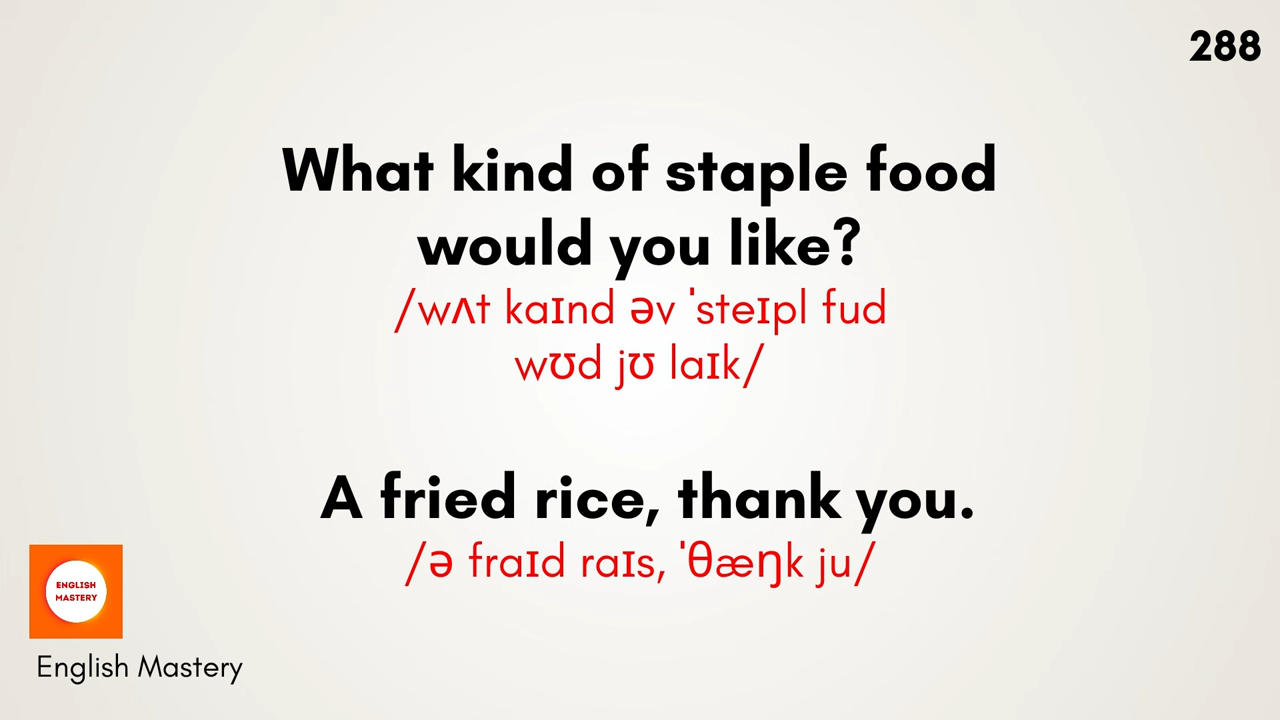 288
What kind of staple food
would you like?
/wʌt kaɪnd əv ˈsteɪpl fud
wʊd jʊ laɪk/
A fried rice, thank you.
/ə fraɪd raɪs, ˈθæŋk ju/
ENGLISH
MASTERY
English Mastery